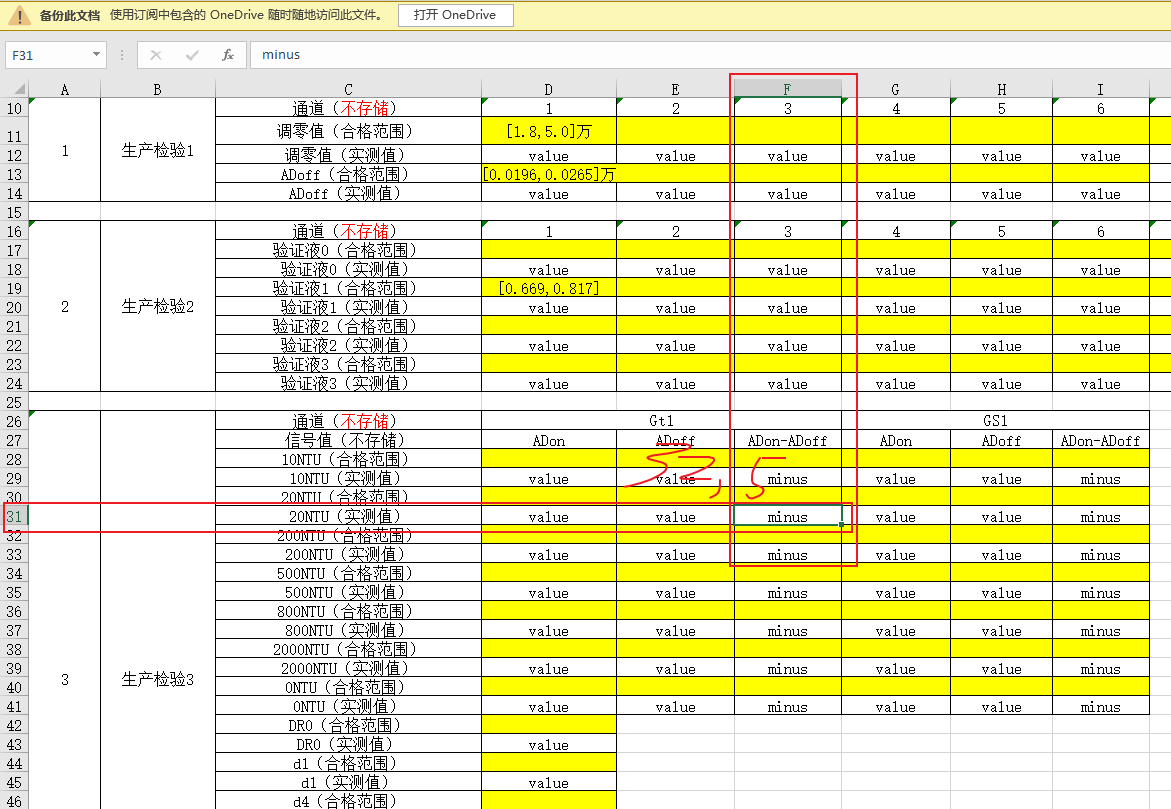 备份此文档 使用订阅中包含的 OneDrive 随时随地访问此文件。 打开 OneDrive
F31 fx minus
A B C D E F G H I
10 通道（不存储） 1 2 3 4 5 6
11 调零值（合格范围） [1.8,5.0]万
1 生产检验1
12 调零值（实测值） value value value value value value
13 ADoff（合格范围） [0.0196,0.0265]万
14 ADoff（实测值） value value value value value value
15
16 通道（不存储） 1 2 3 4 5 6
17 验证液0（合格范围）
18 验证液0（实测值） value value value value value value
19 验证液1（合格范围） [0.669,0.817]
20 2 生产检验2 验证液1（实测值） value value value value value value
21 验证液2（合格范围）
22 验证液2（实测值） value value value value value value
23 验证液3（合格范围）
24 验证液3（实测值） value value value value value value
25
26 通道（不存储） Gt1 GS1
27 信号值（不存储） ADon ADoff ADon-ADoff ADon ADoff ADon-ADoff
28 10NTU（合格范围）
32,5
29 10NTU（实测值） value value minus value value minus
30 20NTU（合格范围）
31 20NTU（实测值） value value minus value value minus
32 200NTU（合格范围）
33 200NTU（实测值） value value minus value value minus
34 500NTU（合格范围）
35 500NTU（实测值） value value minus value value minus
36 800NTU（合格范围）
37 800NTU（实测值） value value minus value value minus
38 2000NTU（合格范围）
39 2000NTU（实测值） value value minus value value minus
40 3 生产检验3 0NTU（合格范围）
41 0NTU（实测值） value value minus value value minus
42 DR0（合格范围）
43 DR0（实测值） value
44 d1（合格范围）
45 d1（实测值） value
46 d4（合格范围）